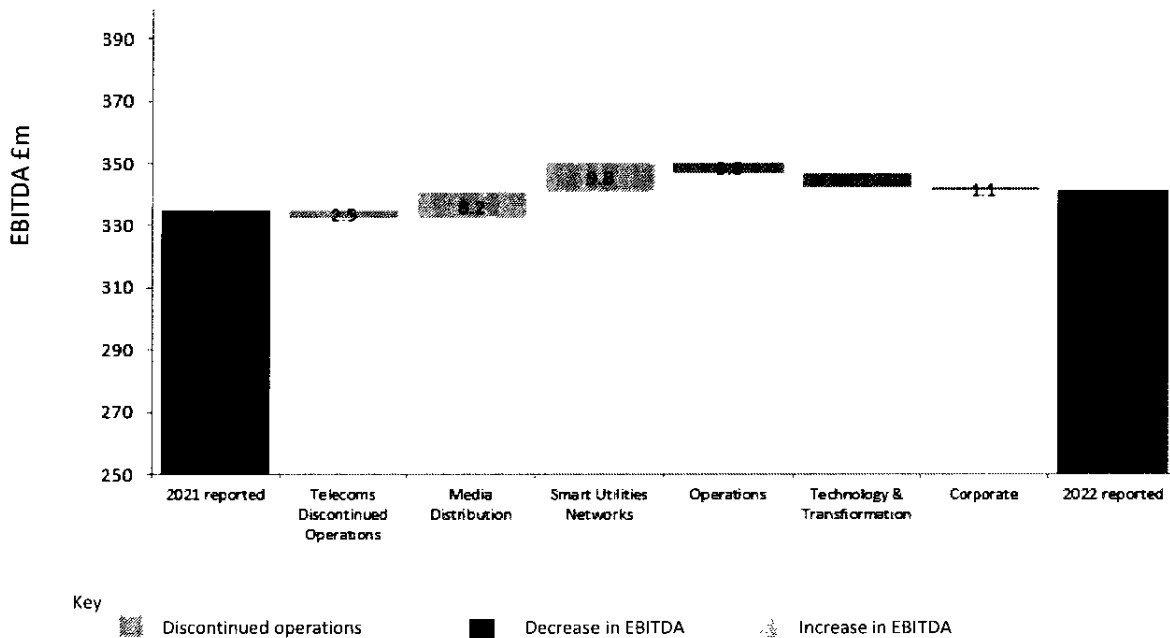 390
370
350
330
310
290
270
250
EBITDA £m
8.2
9.8
1.1
2021 reported
Telecoms
Discontinued
Operations
Media
Distribution
Smart Utilities
Networks
Operations
Technology &
Transformation
Corporate
2022 reported
Key
Discontinued operations
Decrease in EBITDA
Increase in EBITDA